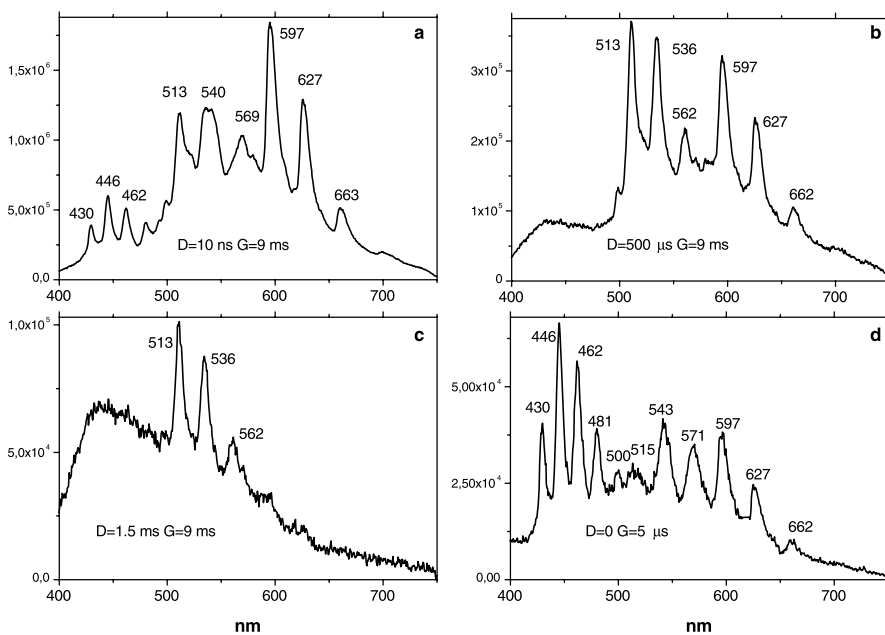 a
597
627
513
540
569
446
430
462
663
D=10 ns G=9 ms
1,5x10⁶
1,0x10⁶
5,0x10⁵
0,0
400 500 600 700
b
513
536
597
562
627
662
D=500 µs G=9 ms
3x10⁵
2x10⁵
1x10⁵
0
400 500 600 700
c
513
536
562
D=1.5 ms G=9 ms
1,0x10⁵
5,0x10⁴
0,0
400 500 600 700
nm
d
446
462
430
481
500
515
543
571
597
627
662
D=0 G=5 µs
5,00x10⁴
2,50x10⁴
0,00
400 500 600 700
nm